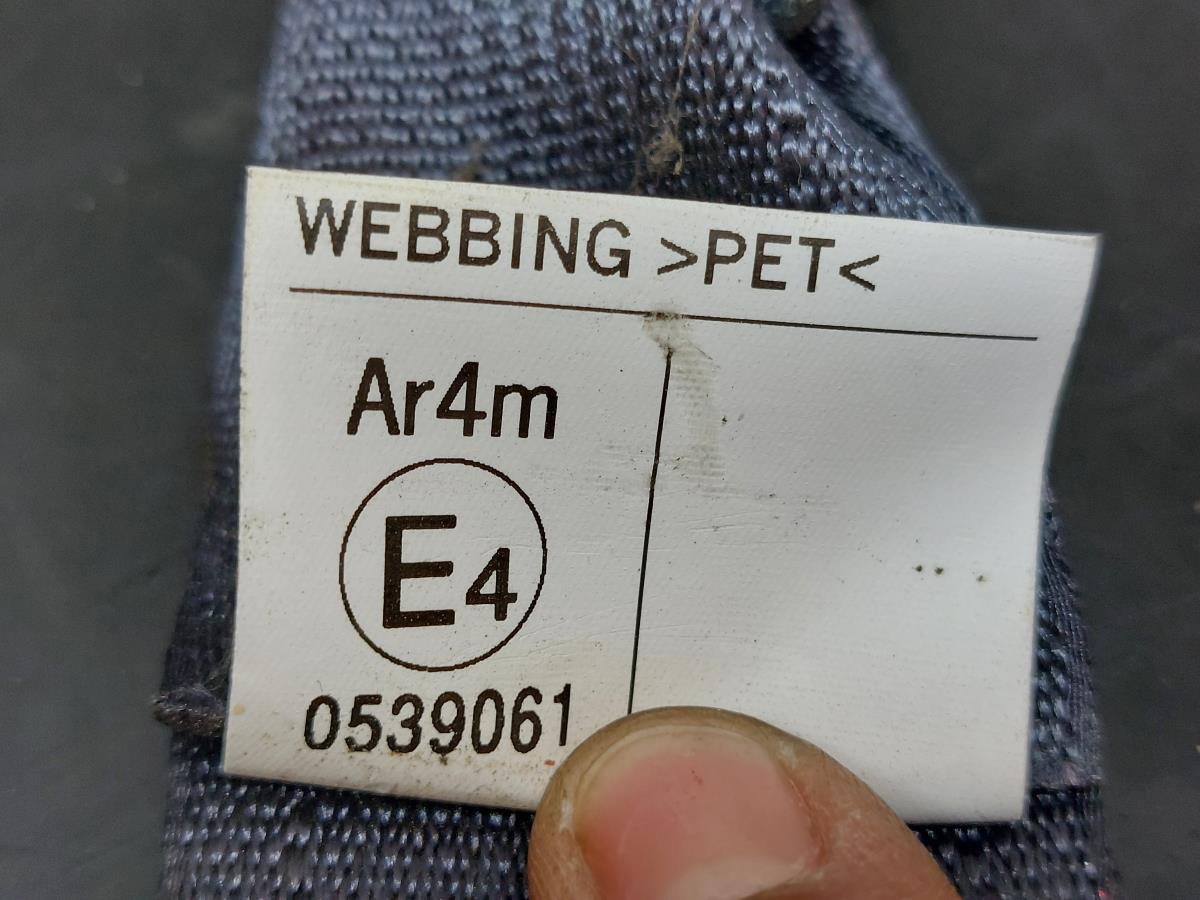 WEBBING >PET<
Ar4m
E4
0539061